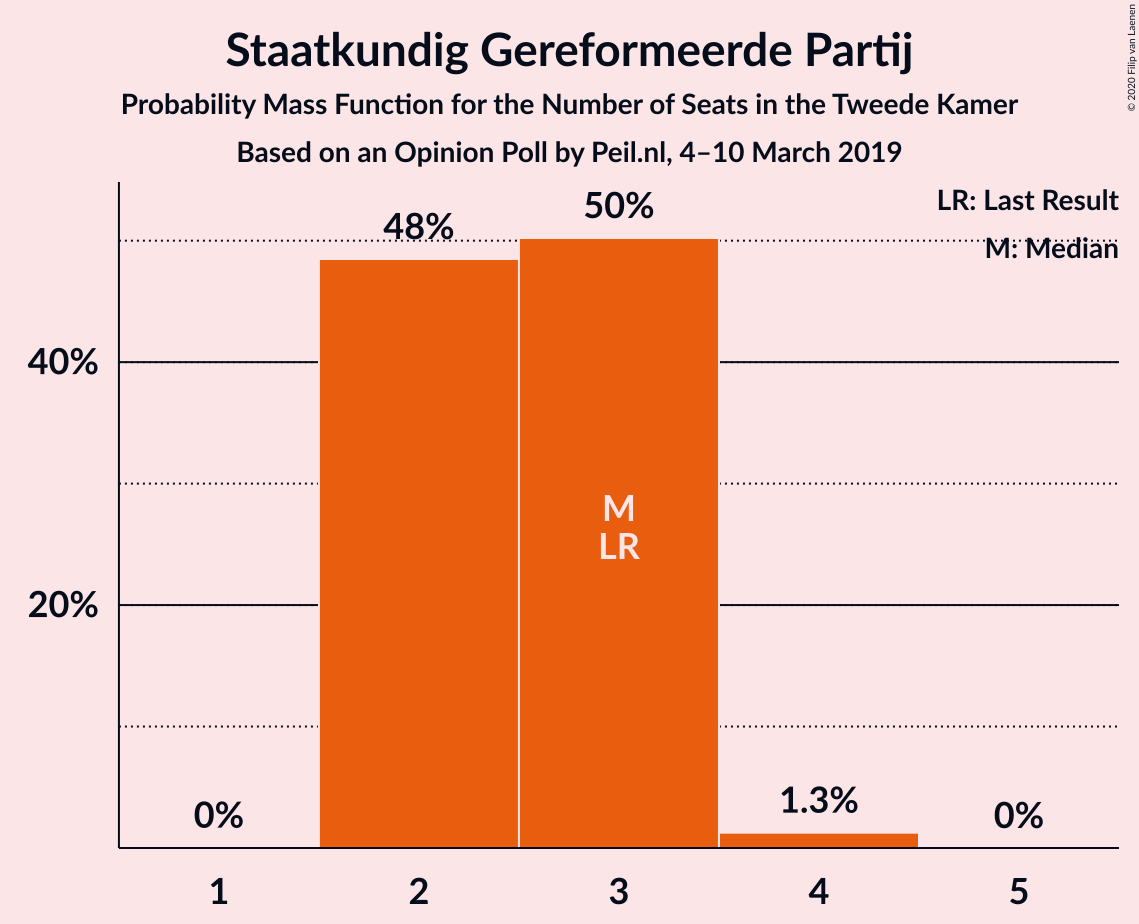 Staatkundig Gereformeerde Partij
Probability Mass Function for the Number of Seats in the Tweede Kamer
Based on an Opinion Poll by Peil.nl, 4–10 March 2019
© 2020 Filip van Laenen
LR: Last Result
M: Median
40%
20%
0%
48%
50%
1.3%
0%
M
LR
1
2
3
4
5